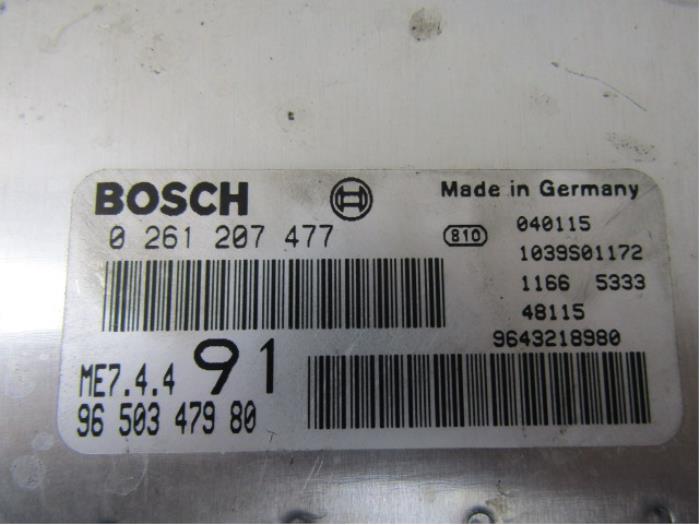 BOSCH
Made in Germany
0 261 207 477
810
040115
1039S01172
1166 5333
48115
9643218980
ME7.4.4 91
96 503 479 80